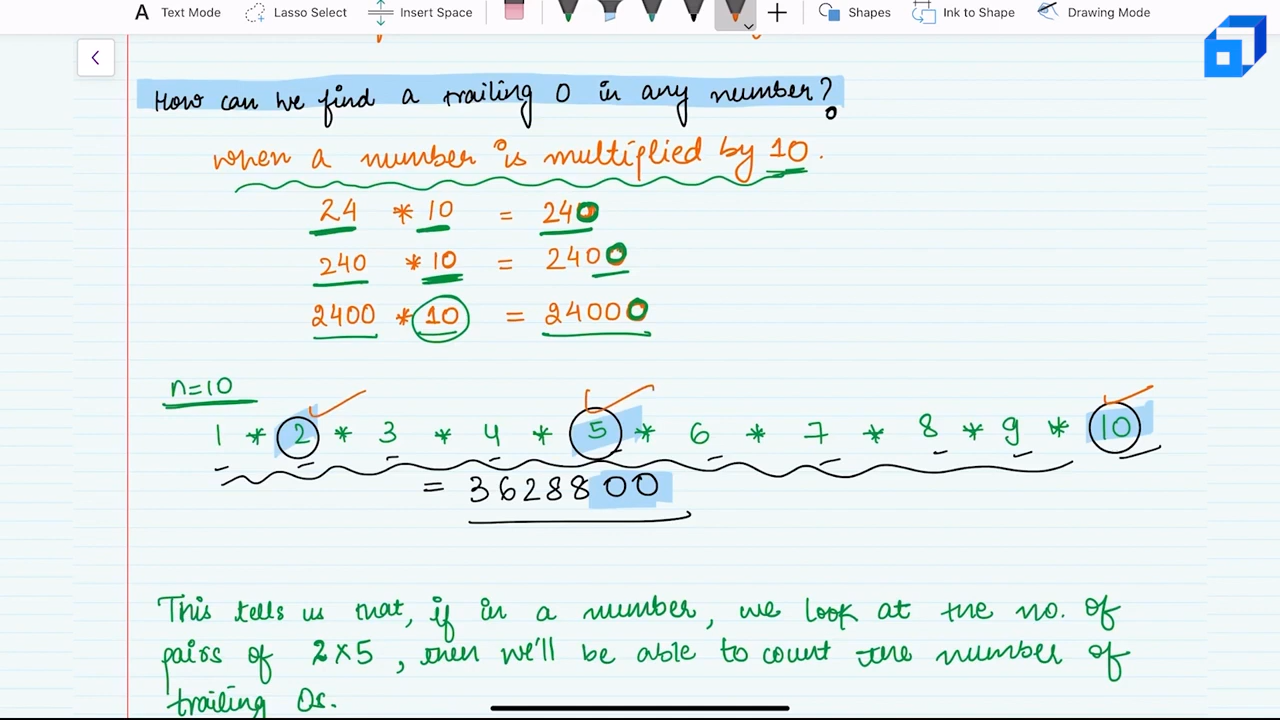 A Text Mode Lasso Select Insert Space Shapes Ink to Shape Drawing Mode
How can we find a trailing 0 in any number?
when a number is multiplied by 10.
24 * 10 = 240
240 * 10 = 2400
2400 * 10 = 24000
n=10
1 * 2 * 3 * 4 * 5 * 6 * 7 * 8 * 9 * 10
= 3628800
This tells us that, if in a number, we look at the no. of
pairs of 2×5, then we'll be able to count the number of
trailing 0s.